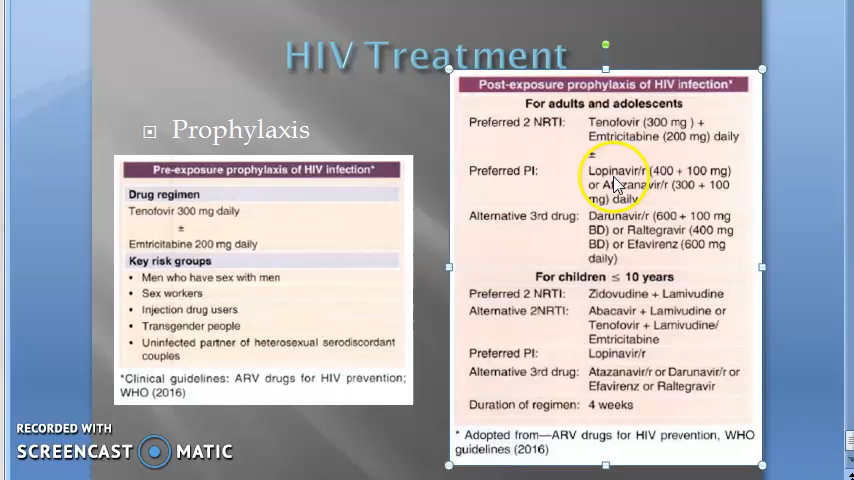 HIV Treatment
Prophylaxis
Pre-exposure prophylaxis of HIV infection*
Drug regimen
Tenofovir 300 mg daily
±
Emtricitabine 200 mg daily
Key risk groups
• Men who have sex with men
• Sex workers
• Injection drug users
• Transgender people
• Uninfected partner of heterosexual serodiscordant
couples
*Clinical guidelines: ARV drugs for HIV prevention;
WHO (2016)
Post-exposure prophylaxis of HIV infection*
For adults and adolescents
Preferred 2 NRTI: Tenofovir (300 mg ) +
Emtricitabine (200 mg) daily
±
Preferred PI: Lopinavir/r (400 + 100 mg)
or Atazanavir/r (300 + 100
mg) daily
Alternative 3rd drug: Darunavir/r (600 + 100 mg
BD) or Raltegravir (400 mg
BD) or Efavirenz (600 mg
daily)
For children ≤ 10 years
Preferred 2 NRTI: Zidovudine + Lamivudine
Alternative 2NRTI: Abacavir + Lamivudine or
Tenofovir + Lamivudine/
Emtricitabine
Preferred PI: Lopinavir/r
Alternative 3rd drug: Atazanavir/r or Darunavir/r or
Efavirenz or Raltegravir
Duration of regimen: 4 weeks
* Adopted from—ARV drugs for HIV prevention, WHO
guidelines (2016)
RECORDED WITH
SCREENCAST MATIC